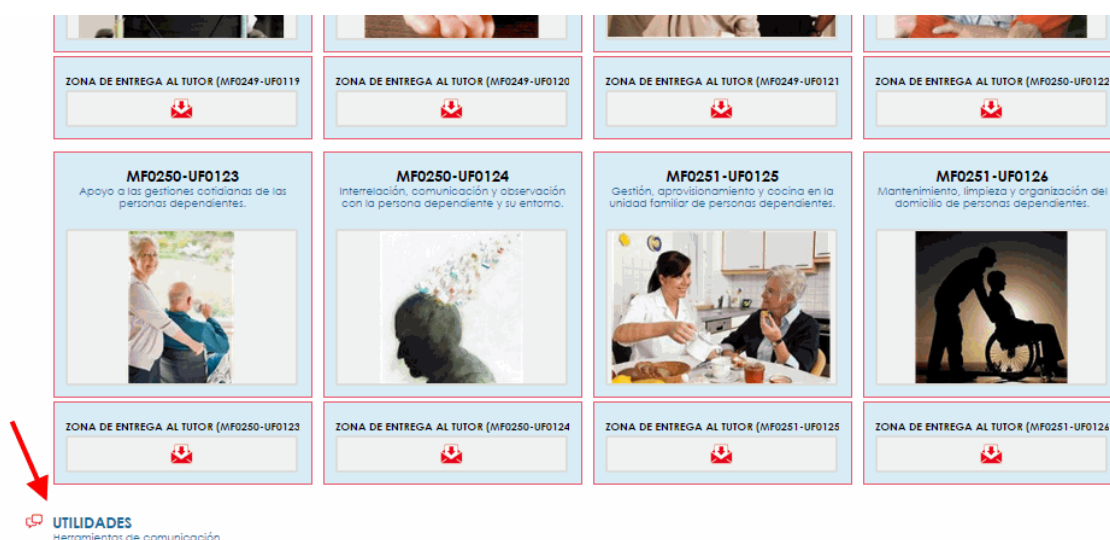 ZONA DE ENTREGA AL TUTOR (MF0249-UF0119
ZONA DE ENTREGA AL TUTOR (MF0249-UF0120
ZONA DE ENTREGA AL TUTOR (MF0249-UF0121
ZONA DE ENTREGA AL TUTOR (MF0250-UF0122
MF0250-UF0123
Apoyo a las gestiones cotidianas de las
personas dependientes.
MF0250-UF0124
Interrelación, comunicación y observación
con la persona dependiente y su entorno.
MF0251-UF0125
Gestión, aprovisionamiento y cocina en la
unidad familiar de personas dependientes.
MF0251-UF0126
Mantenimiento, limpieza y organización del
domicilio de personas dependientes.
ZONA DE ENTREGA AL TUTOR (MF0250-UF0123
ZONA DE ENTREGA AL TUTOR (MF0250-UF0124
ZONA DE ENTREGA AL TUTOR (MF0251-UF0125
ZONA DE ENTREGA AL TUTOR (MF0251-UF0126
UTILIDADES
Herramientas de comunicación